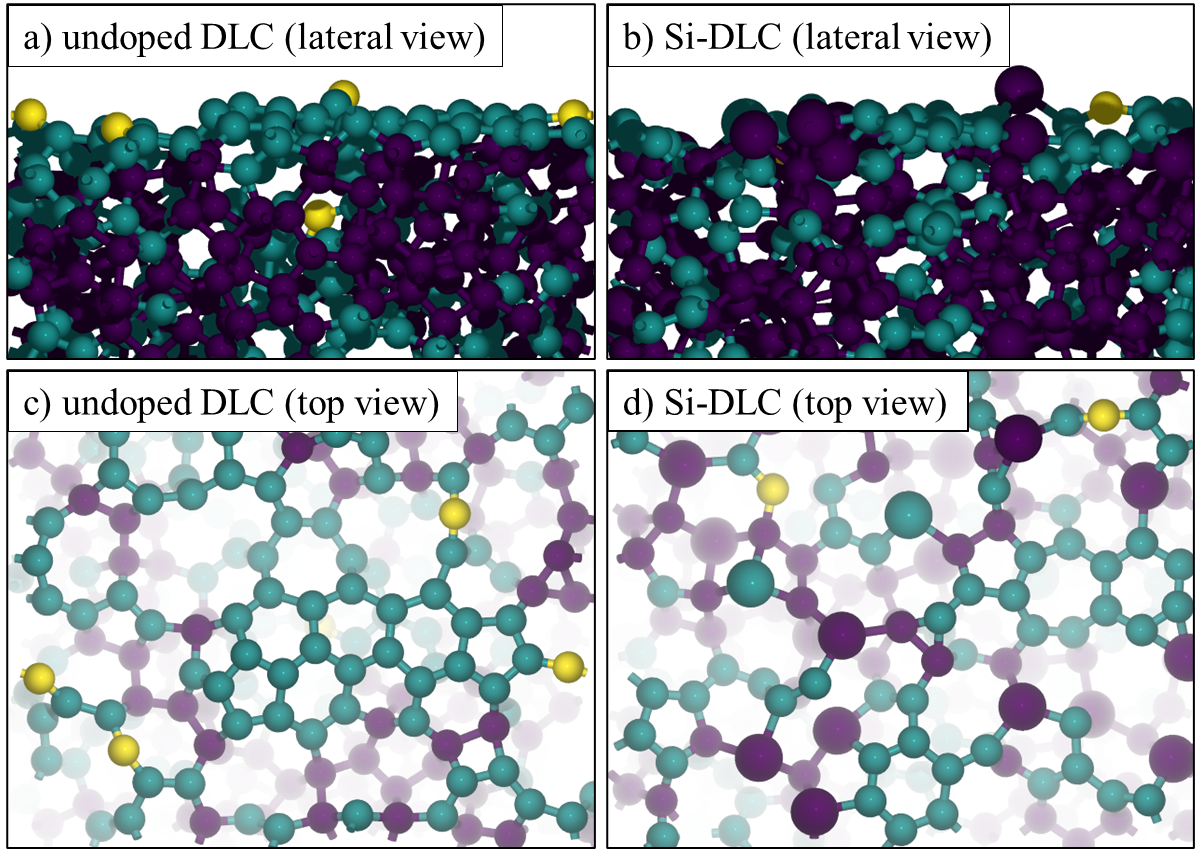 a) undoped DLC (lateral view)
b) Si-DLC (lateral view)
c) undoped DLC (top view)
d) Si-DLC (top view)